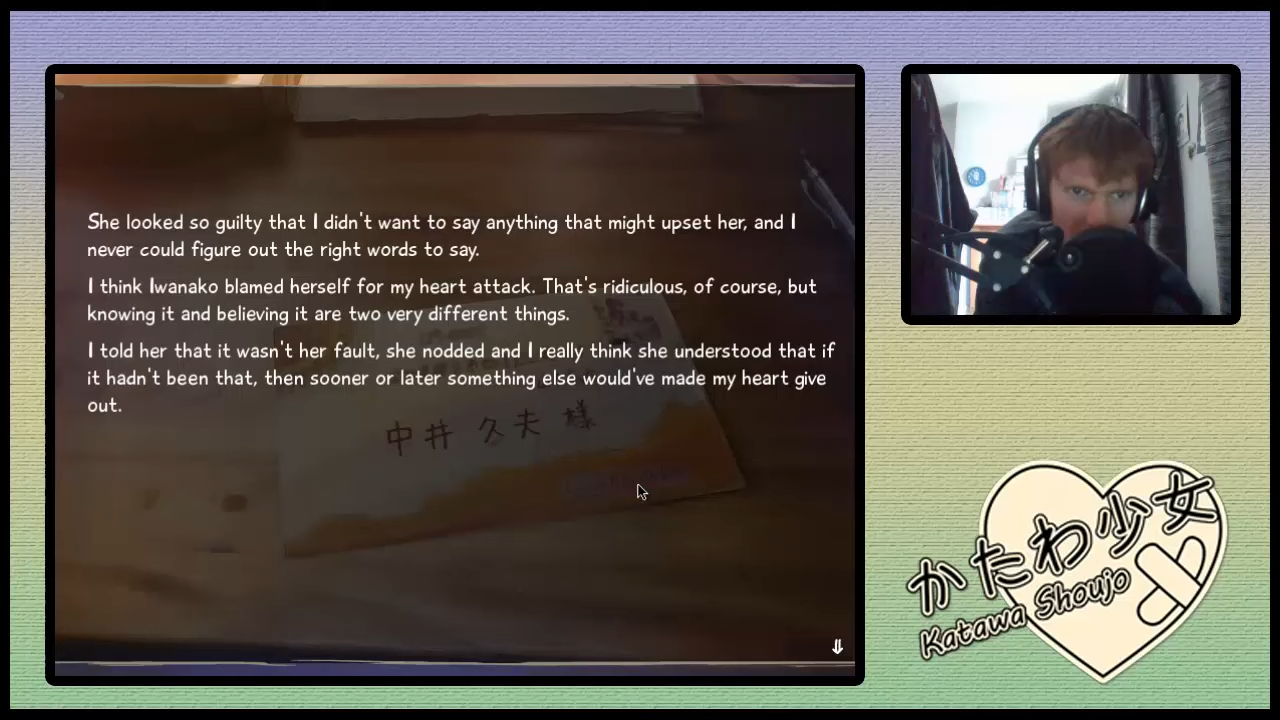 She looked so guilty that I didn't want to say anything that might upset her, and I
never could figure out the right words to say.
I think Iwanako blamed herself for my heart attack. That's ridiculous, of course, but
knowing it and believing it are two very different things.
I told her that it wasn't her fault, she nodded and I really think she understood that if
it hadn't been that, then sooner or later something else would've made my heart give
out.
中井 久夫 様
かたわ少女
Katawa Shoujo